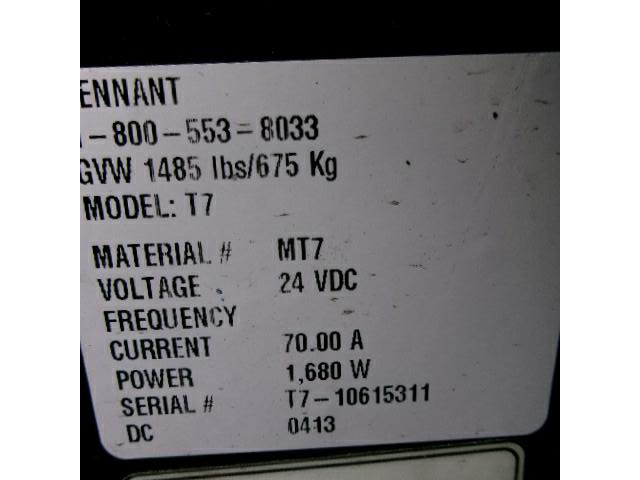 ENNANT
1-800-553-8033
GVW 1485 lbs/675 Kg
MODEL: T7
MATERIAL # MT7
VOLTAGE 24 VDC
FREQUENCY
CURRENT 70.00 A
POWER 1,680 W
SERIAL # T7-10615311
DC 0413